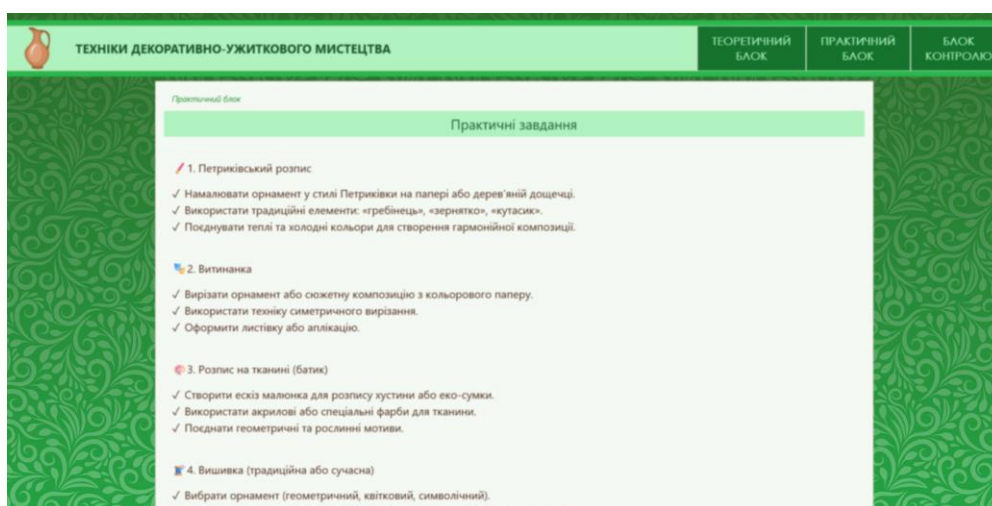 ТЕХНІКИ ДЕКОРАТИВНО-УЖИТКОВОГО МИСТЕЦТВА
ТЕОРЕТИЧНИЙ БЛОК
ПРАКТИЧНИЙ БЛОК
БЛОК КОНТРОЛЮ
Практичний блок
Практичні завдання
1. Петриківський розпис
✓ Намалювати орнамент у стилі Петриківки на папері або дерев'яній дощечці.
✓ Використати традиційні елементи: «гребінець», «зернятко», «кутасик».
✓ Поєднувати теплі та холодні кольори для створення гармонійної композиції.
2. Витинанка
✓ Вирізати орнамент або сюжетну композицію з кольорового паперу.
✓ Використати техніку симетричного вирізання.
✓ Оформити листівку або аплікацію.
3. Розпис на тканині (батик)
✓ Створити ескіз малюнка для розпису хустини або еко-сумки.
✓ Використати акрилові або спеціальні фарби для тканини.
✓ Поєднати геометричні та рослинні мотиви.
4. Вишивка (традиційна або сучасна)
✓ Вибрати орнамент (геометричний, квітковий, символічний).